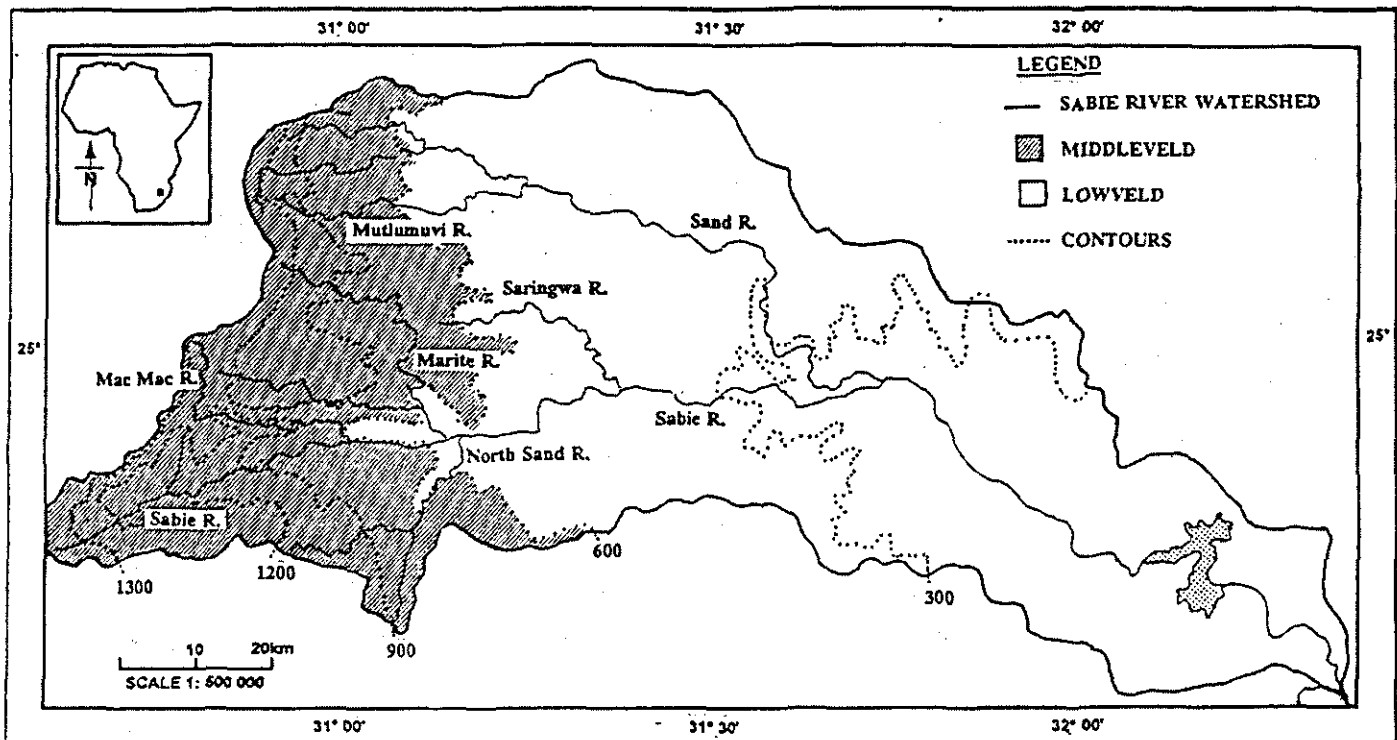 31° 00'
31° 30'
32° 00'
N
LEGEND
SABIE RIVER WATERSHED
MIDDLEVELD
LOWVELD
CONTOURS
Mutlumuvi R.
Sand R.
Saringwa R.
25°
25°
Marite R.
Mac Mac R.
Sabie R.
North Sand R.
Sabie R.
600
1300
1200
300
900
10
20km
SCALE 1: 500 000
31° 00'
31° 30'
32° 00'